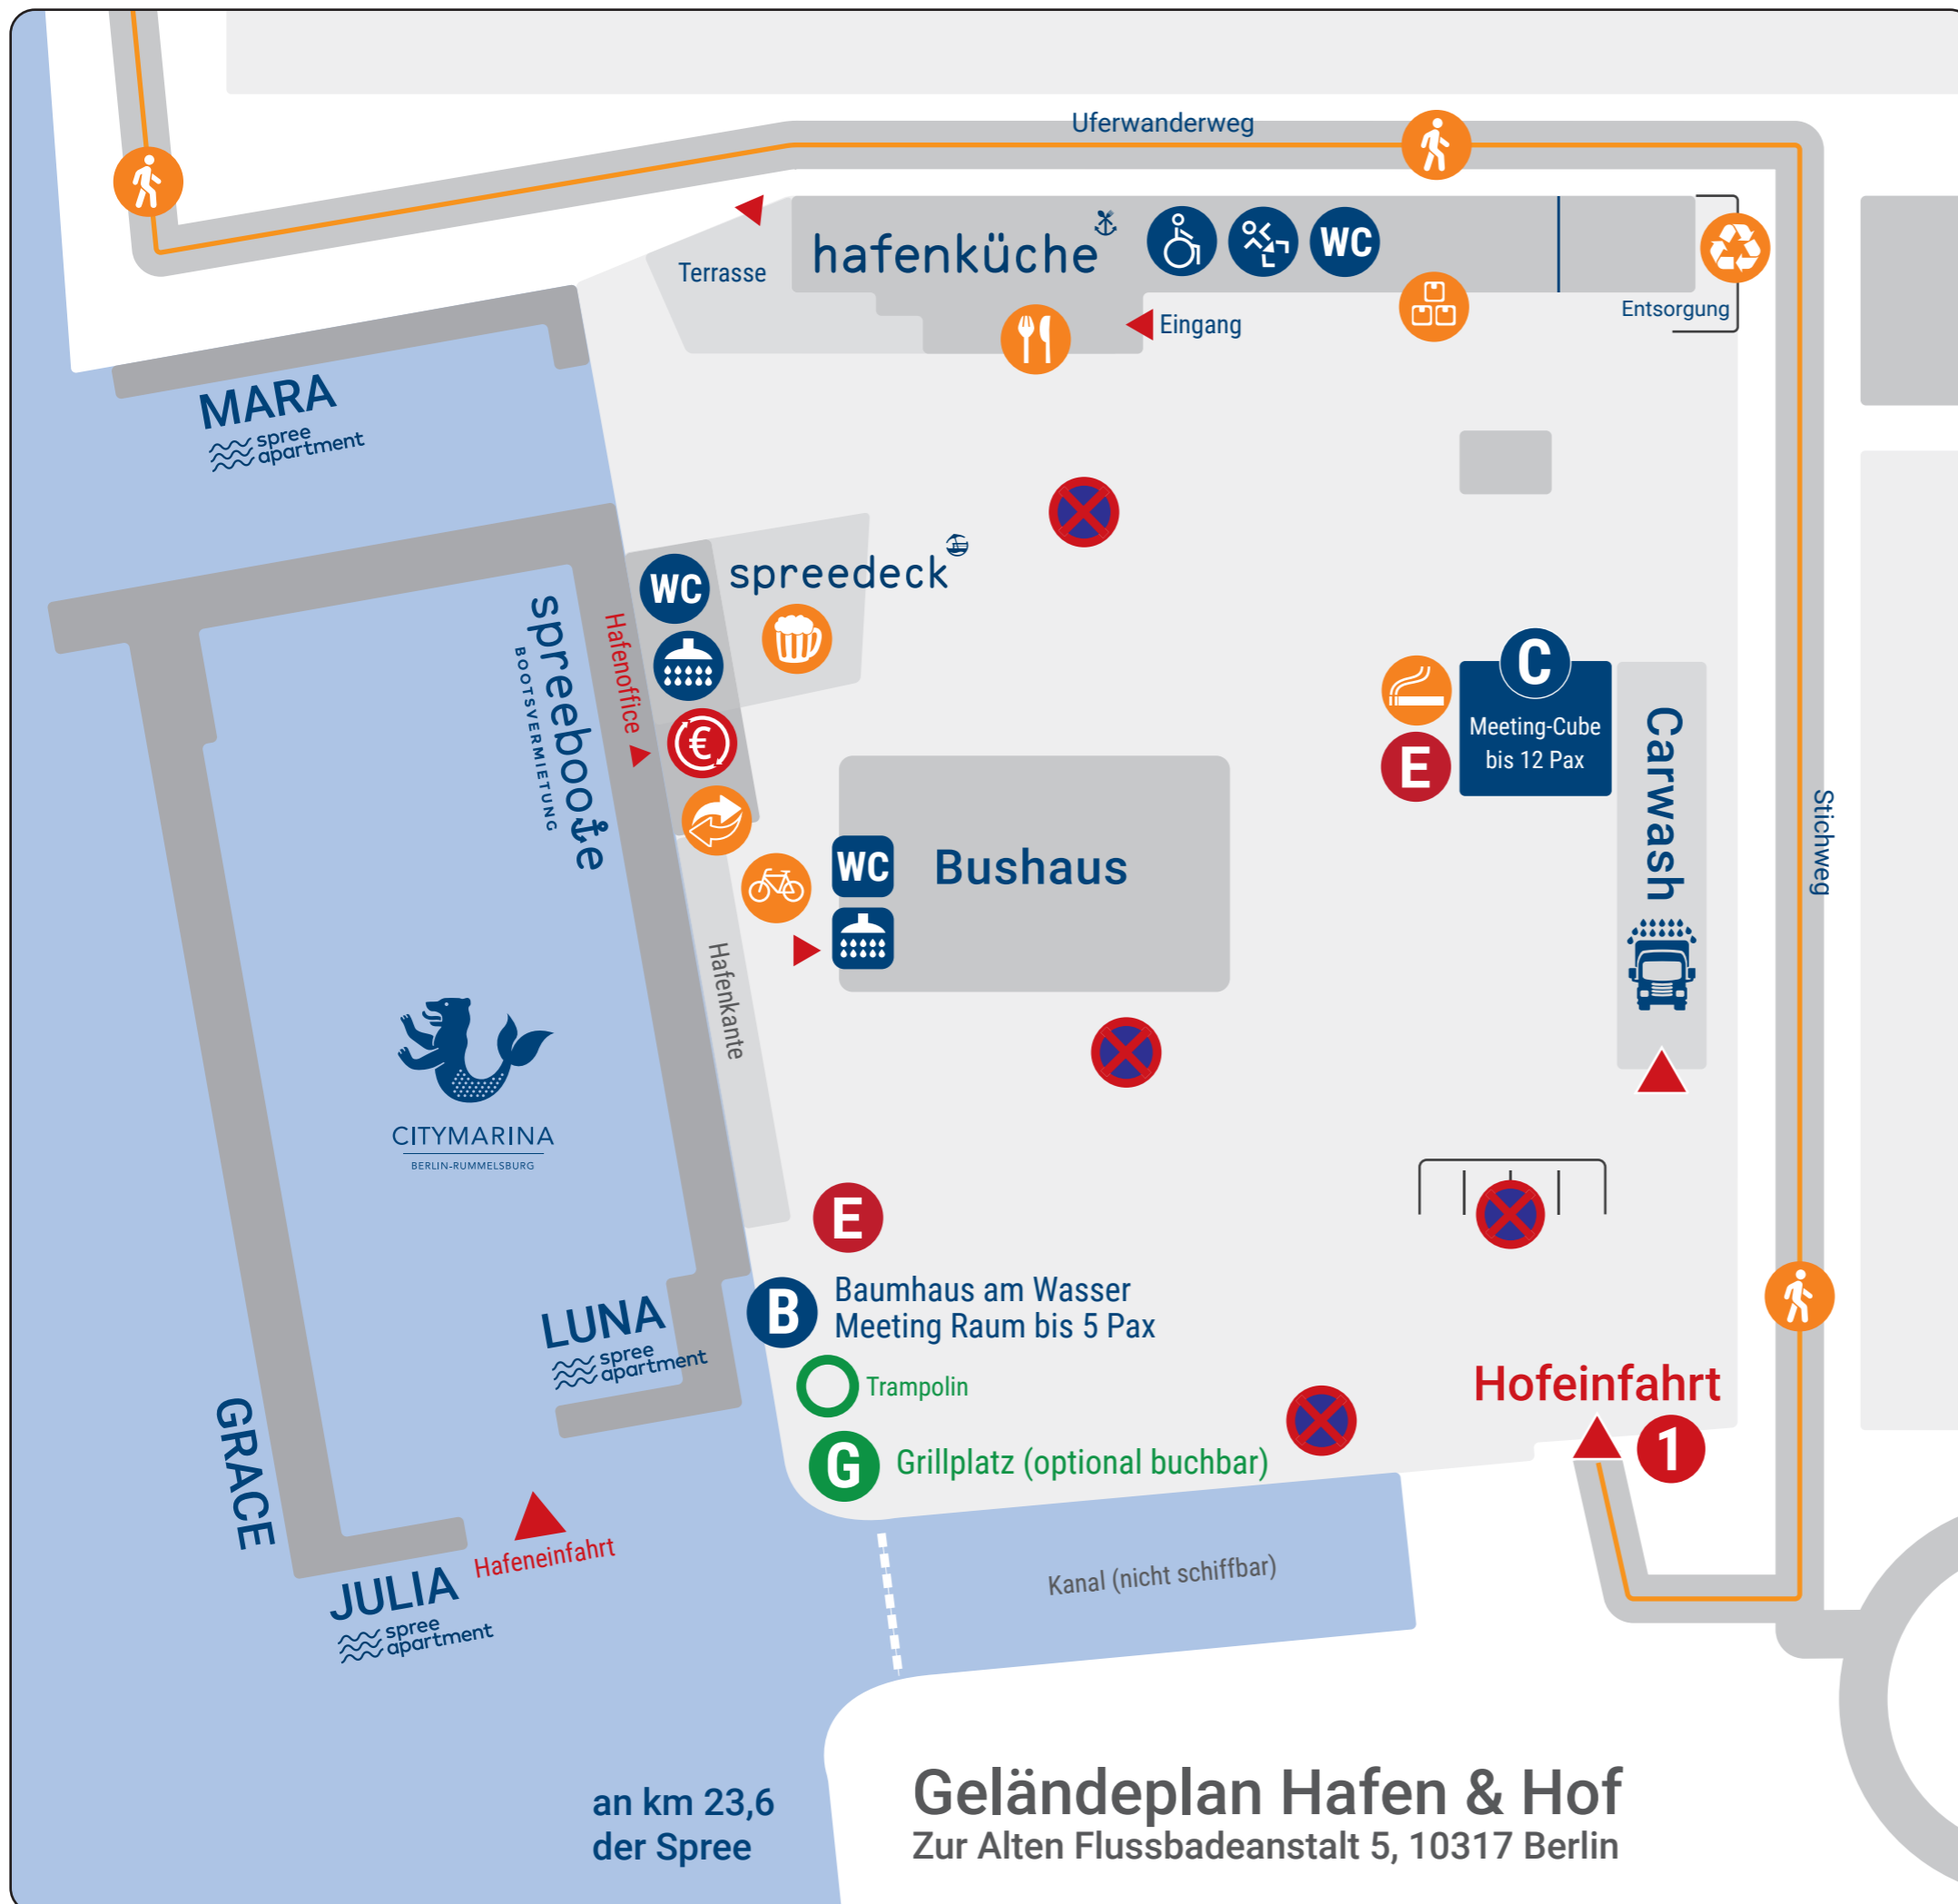 Uferwanderweg
hafenküche
WC
Terrasse
Eingang
Entsorgung
MARA
spree
apartment
WC
spreedeck
Hafenoffice
€
spreeboote
BOOTSVERMIETUNG
C
Meeting-Cube
bis 12 Pax
E
Carwash
Stichweg
WC
Bushaus
Hafenkante
CITYMARINA
BERLIN-RUMMELSBURG
E
B
Baumhaus am Wasser
Meeting Raum bis 5 Pax
LUNA
spree
apartment
Trampolin
G
Grillplatz (optional buchbar)
Hofeinfahrt
1
GRACE
Hafeneinfahrt
JULIA
spree
apartment
Kanal (nicht schiffbar)
an km 23,6
der Spree
Geländeplan Hafen & Hof
Zur Alten Flussbadeanstalt 5, 10317 Berlin